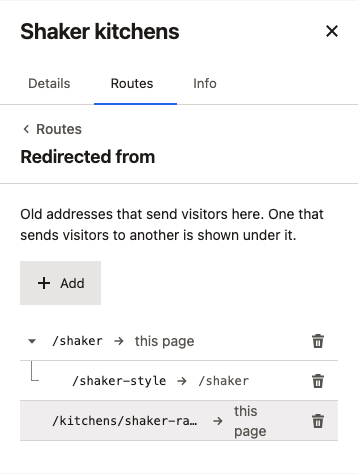 Shaker kitchens
Details Routes Info
Routes
Redirected from
Old addresses that send visitors here. One that
sends visitors to another is shown under it.
Add
/shaker → this page
/shaker-style → /shaker
/kitchens/shaker-ra… → this
page